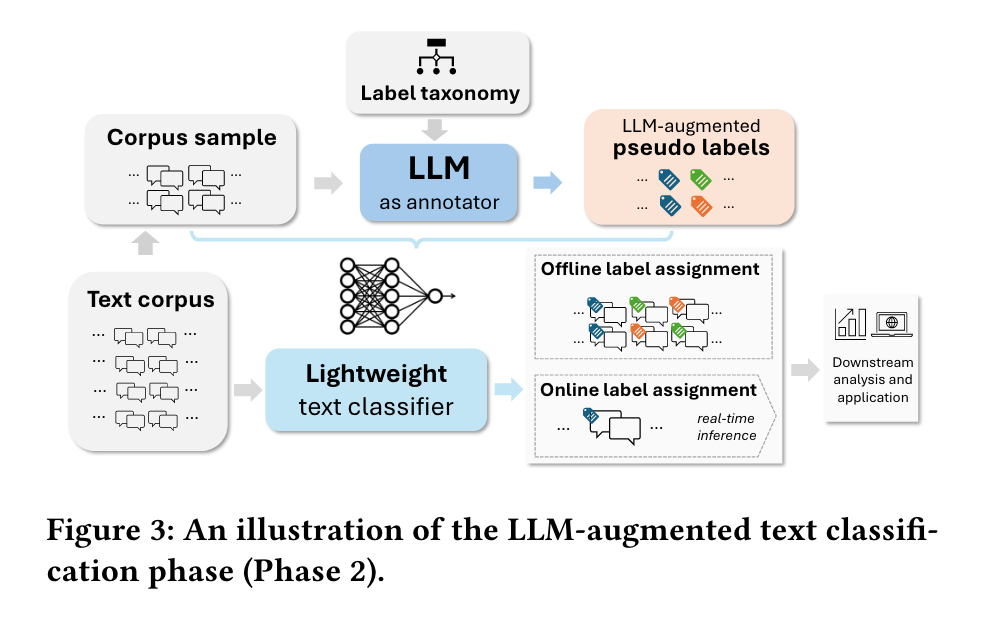 Label taxonomy
Corpus sample
... ...
... ...
LLM
as annotator
LLM-augmented
pseudo labels
... ...
... ...
Text corpus
... ...
... ...
... ...
... ...
Lightweight
text classifier
Offline label assignment
... ...
... ...
Online label assignment
... ...
real-time
inference
Downstream
analysis and
application
Figure 3: An illustration of the LLM-augmented text classifi-
cation phase (Phase 2).